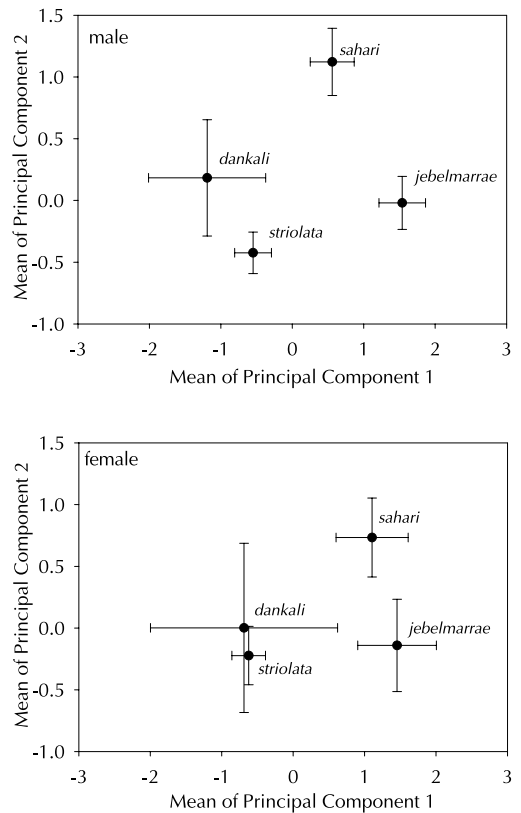 male
sahari
dankali
jebelmarrae
striolata
1.5
1.0
0.5
0.0
-0.5
-1.0
-3 -2 -1 0 1 2 3
Mean of Principal Component 1
Mean of Principal Component 2
female
sahari
dankali
jebelmarrae
striolata
1.5
1.0
0.5
0.0
-0.5
-1.0
-3 -2 -1 0 1 2 3
Mean of Principal Component 1
Mean of Principal Component 2